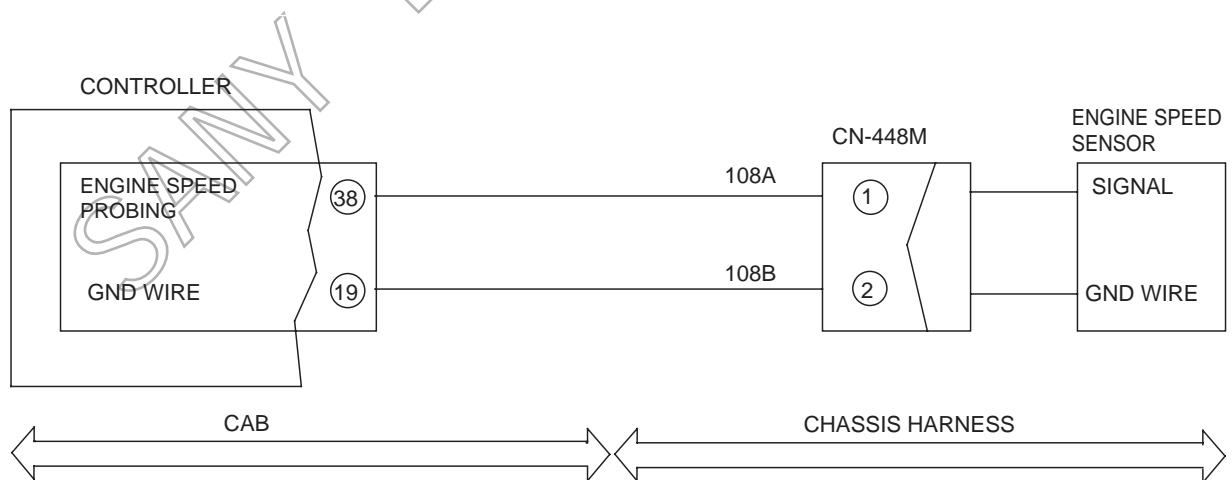 SANY
CONTROLLER
ENGINE SPEED
PROBING
38
GND WIRE
19
108A
108B
CN-448M
1
2
ENGINE SPEED
SENSOR
SIGNAL
GND WIRE
CAB
CHASSIS HARNESS